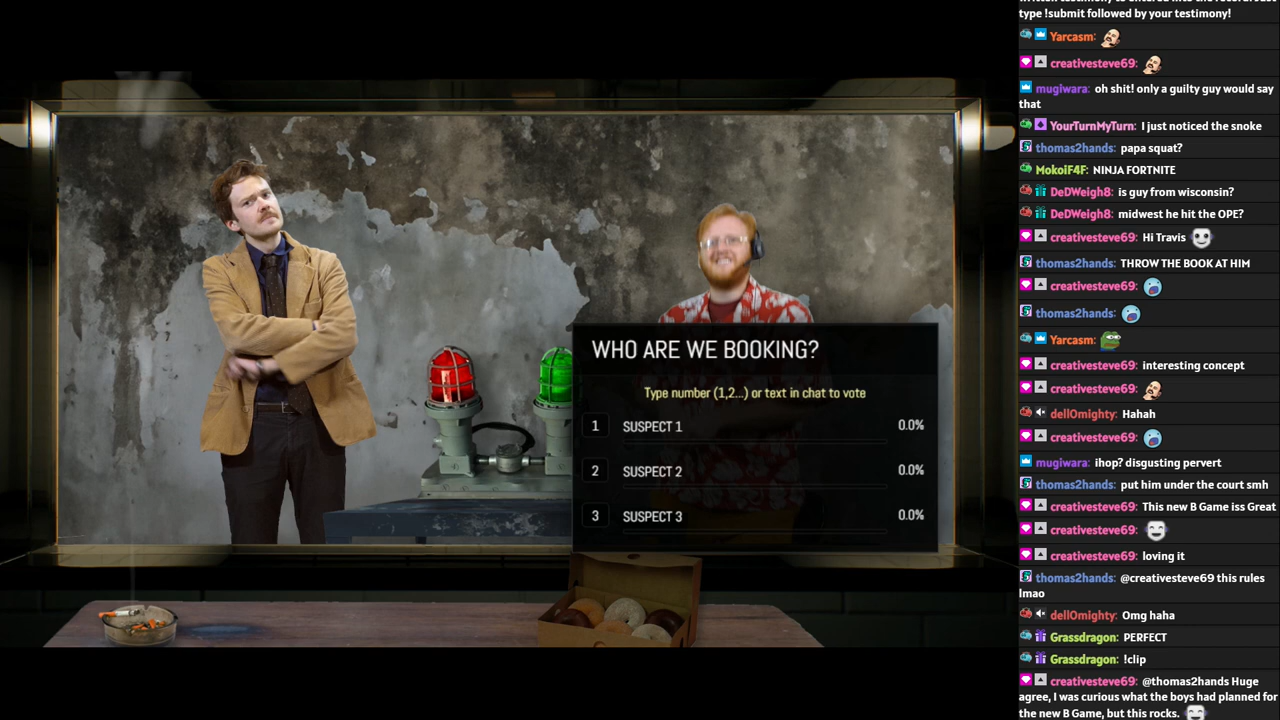 WHO ARE WE BOOKING?
Type number (1,2...) or text in chat to vote
1 SUSPECT 1 0.0%
2 SUSPECT 2 0.0%
3 SUSPECT 3 0.0%
type !submit followed by your testimony!
Yarcasm:
creativesteve69:
mugiwara: oh shit! only a guilty guy would say
that
YourTurnMyTurn: I just noticed the snoke
thomas2hands: papa squat?
MokoiF4F: NINJA FORTNITE
DeDWeigh8: is guy from wisconsin?
DeDWeigh8: midwest he hit the OPE?
creativesteve69: Hi Travis
thomas2hands: THROW THE BOOK AT HIM
creativesteve69:
thomas2hands:
Yarcasm:
creativesteve69: interesting concept
creativesteve69:
dellOmighty: Hahah
creativesteve69:
mugiwara: ihop? disgusting pervert
thomas2hands: put him under the court smh
creativesteve69: This new B Game iss Great
creativesteve69:
creativesteve69: loving it
thomas2hands: @creativesteve69 this rules
lmao
dellOmighty: Omg haha
Grassdragon: PERFECT
Grassdragon: !clip
creativesteve69: @thomas2hands Huge
agree, I was curious what the boys had planned for
the new B Game, but this rocks.